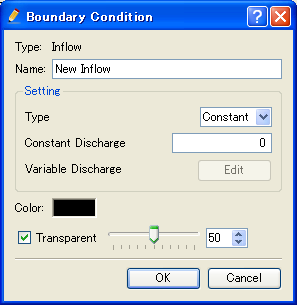 Boundary Condition
Type: Inflow
Name: New Inflow
Setting
Type Constant
Constant Discharge 0
Variable Discharge Edit
Color:
Transparent 50
OK Cancel